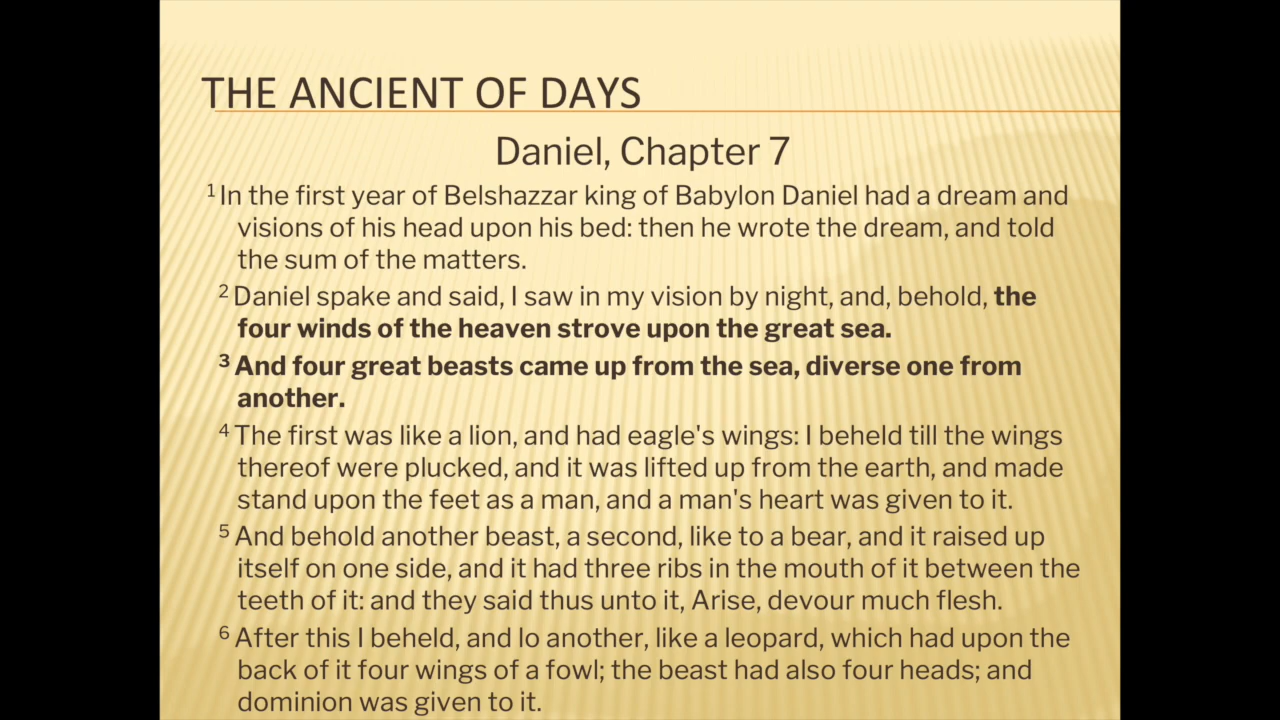 THE ANCIENT OF DAYS
Daniel, Chapter 7
1 In the first year of Belshazzar king of Babylon Daniel had a dream and
visions of his head upon his bed: then he wrote the dream, and told
the sum of the matters.
2 Daniel spake and said, I saw in my vision by night, and, behold, the
four winds of the heaven strove upon the great sea.
3 And four great beasts came up from the sea, diverse one from
another.
4 The first was like a lion, and had eagle's wings: I beheld till the wings
thereof were plucked, and it was lifted up from the earth, and made
stand upon the feet as a man, and a man's heart was given to it.
5 And behold another beast, a second, like to a bear, and it raised up
itself on one side, and it had three ribs in the mouth of it between the
teeth of it: and they said thus unto it, Arise, devour much flesh.
6 After this I beheld, and lo another, like a leopard, which had upon the
back of it four wings of a fowl; the beast had also four heads; and
dominion was given to it.